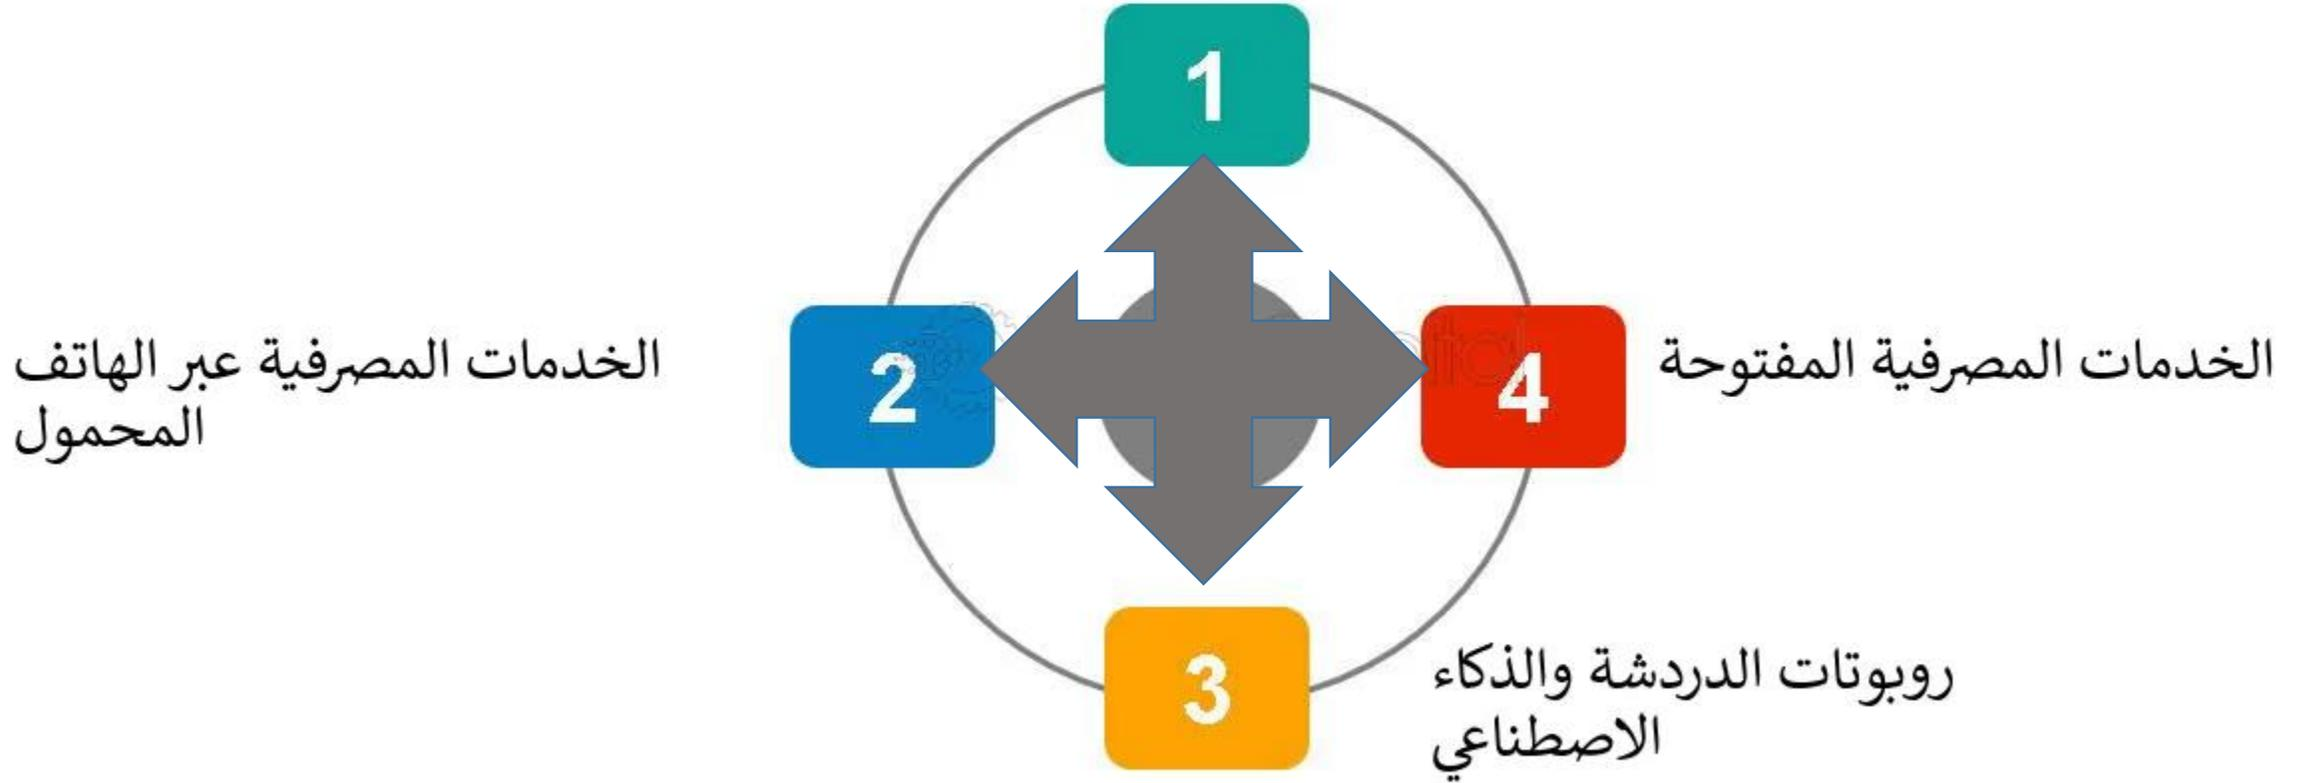 1
2
الخدمات المصرفية عبر الهاتف
المحمول
4
الخدمات المصرفية المفتوحة
3
روبوتات الدردشة والذكاء
الاصطناعي